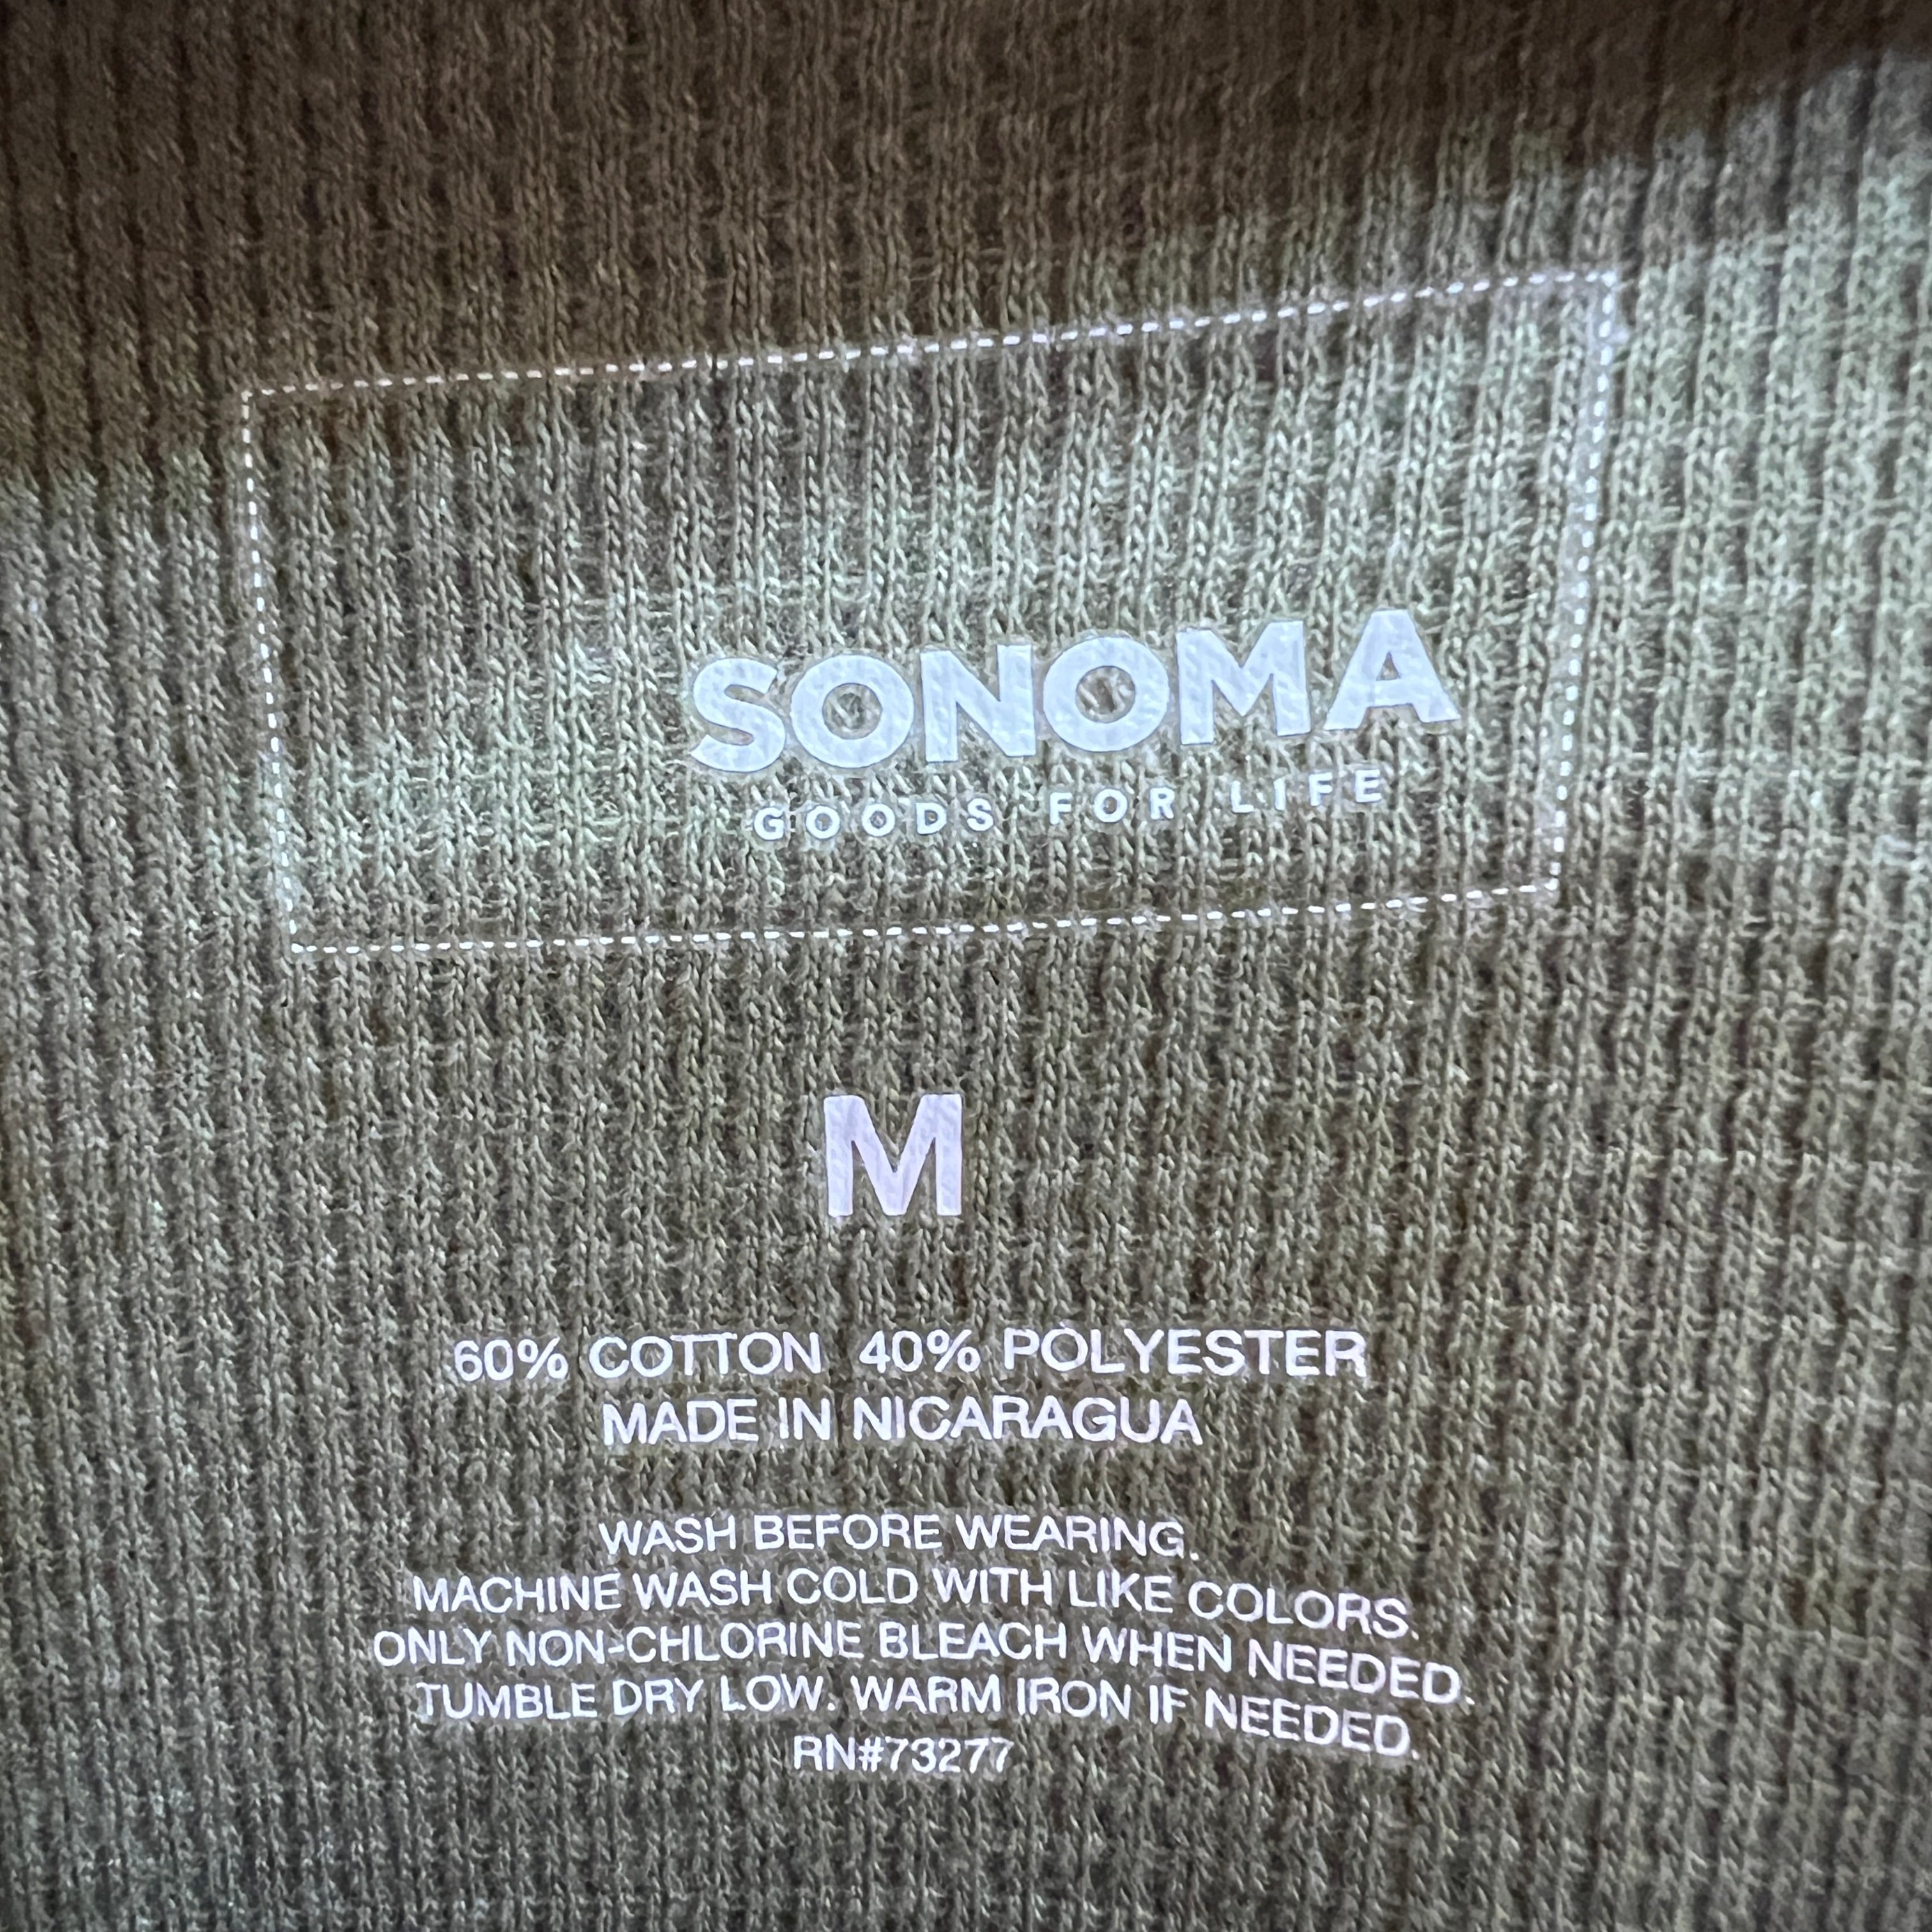 SONOMA
GOODS FOR LIFE
M
60% COTTON 40% POLYESTER
MADE IN NICARAGUA
WASH BEFORE WEARING.
MACHINE WASH COLD WITH LIKE COLORS.
ONLY NON-CHLORINE BLEACH WHEN NEEDED.
TUMBLE DRY LOW. WARM IRON IF NEEDED.
RN#73277